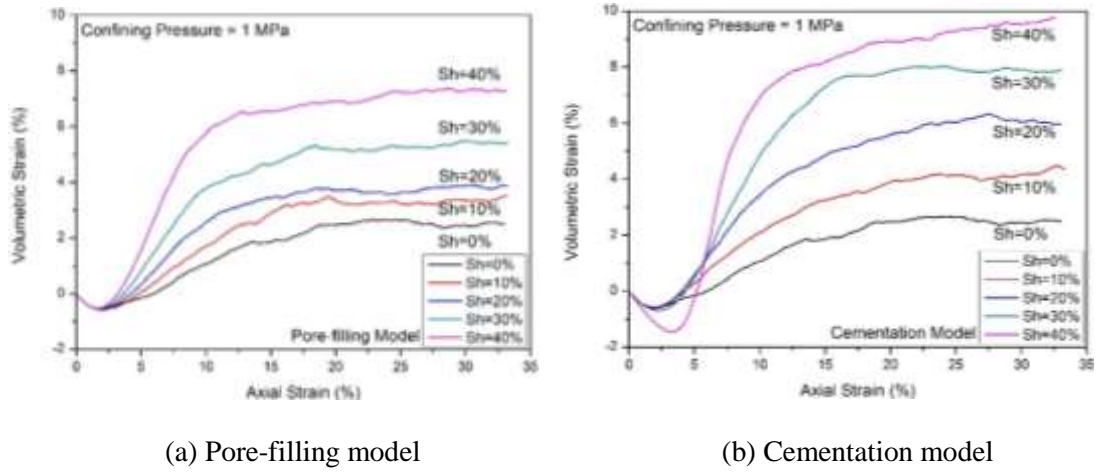 10
8
6
4
2
0
-2
Volumetric Strain (%)
Confining Pressure = 1 MPa
Sh=40%
Sh=30%
Sh=20%
Sh=10%
Sh=0%
Sh=0%
Sh=10%
Sh=20%
Sh=30%
Sh=40%
Pore-filling Model
0 5 10 15 20 25 30 35
Axial Strain (%)
(a) Pore-filling model
10
8
6
4
2
0
-2
Volumetric Strain (%)
Confining Pressure = 1 MPa
Sh=40%
Sh=30%
Sh=20%
Sh=10%
Sh=0%
Sh=0%
Sh=10%
Sh=20%
Sh=30%
Sh=40%
Cementation Model
0 5 10 15 20 25 30 35
Axial Strain (%)
(b) Cementation model